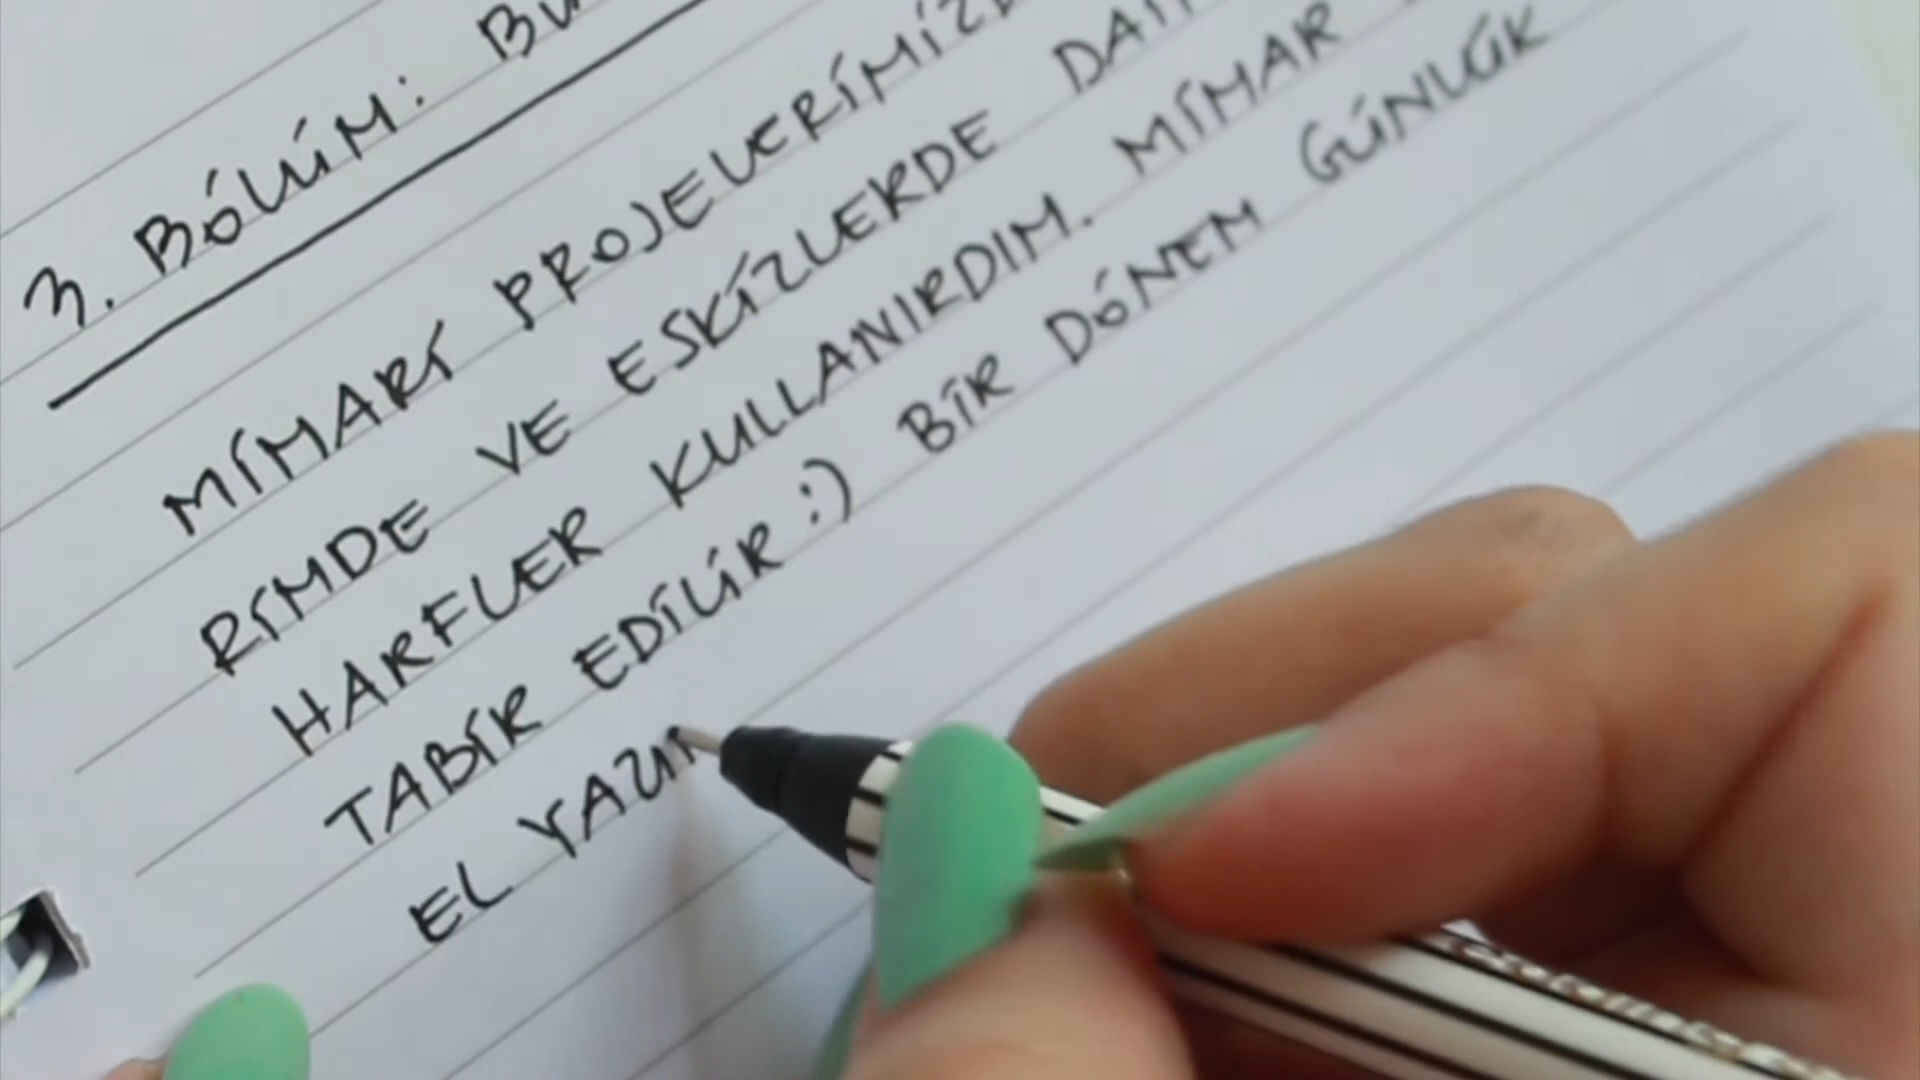 3. BÖLÜM:
MİMARİ PROJELERİMİZ
RİMDE VE ESKİZLERDE
HARFLER KULLANIRDIM. MİMAR
TABİR EDİLİR :) BİR DÖNEM GÜNLÜK
EL